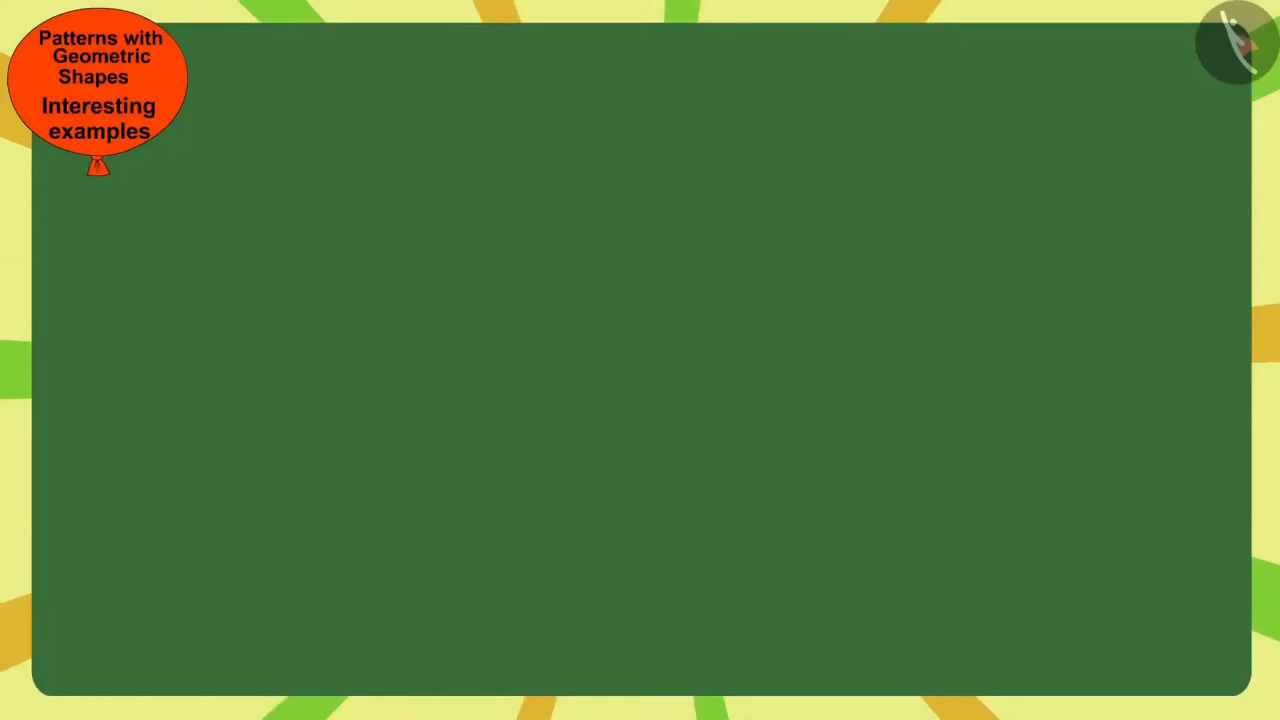 Patterns with
Geometric
Shapes
Interesting
examples